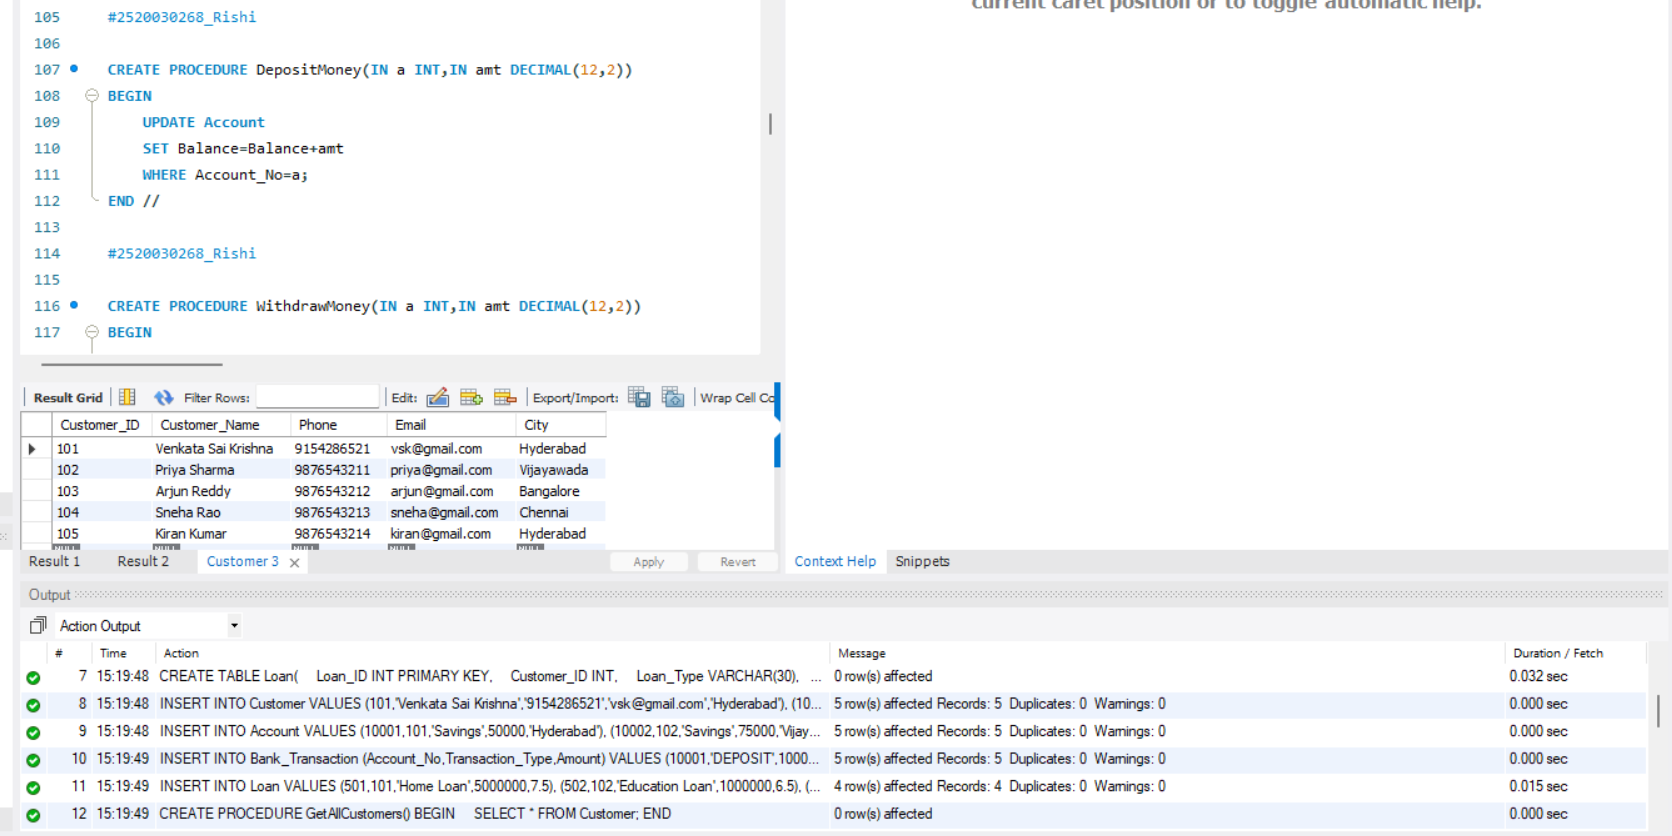 current caret position or to toggle automatic help.
105 #2520030268_Rishi
106
107 CREATE PROCEDURE DepositMoney(IN a INT,IN amt DECIMAL(12,2))
108 BEGIN
109 UPDATE Account
110 SET Balance=Balance+amt
111 WHERE Account_No=a;
112 END //
113
114 #2520030268_Rishi
115
116 CREATE PROCEDURE WithdrawMoney(IN a INT,IN amt DECIMAL(12,2))
117 BEGIN
Result Grid Filter Rows: Edit: Export/Import: Wrap Cell Co
Customer_ID Customer_Name Phone Email City
101 Venkata Sai Krishna 9154286521 vsk@gmail.com Hyderabad
102 Priya Sharma 9876543211 priya@gmail.com Vijayawada
103 Arjun Reddy 9876543212 arjun@gmail.com Bangalore
104 Sneha Rao 9876543213 sneha@gmail.com Chennai
105 Kiran Kumar 9876543214 kiran@gmail.com Hyderabad
NULL NULL NULL NULL NULL
Result 1 Result 2 Customer 3 Apply Revert Context Help Snippets
Output
Action Output
# Time Action Message Duration / Fetch
7 15:19:48 CREATE TABLE Loan( Loan_ID INT PRIMARY KEY, Customer_ID INT, Loan_Type VARCHAR(30), ... 0 row(s) affected 0.032 sec
8 15:19:48 INSERT INTO Customer VALUES (101,'Venkata Sai Krishna','9154286521','vsk@gmail.com','Hyderabad'), (10... 5 row(s) affected Records: 5 Duplicates: 0 Warnings: 0 0.000 sec
9 15:19:48 INSERT INTO Account VALUES (10001,101,'Savings',50000,'Hyderabad'), (10002,102,'Savings',75000,'Vijay... 5 row(s) affected Records: 5 Duplicates: 0 Warnings: 0 0.000 sec
10 15:19:49 INSERT INTO Bank_Transaction (Account_No,Transaction_Type,Amount) VALUES (10001,'DEPOSIT',1000... 5 row(s) affected Records: 5 Duplicates: 0 Warnings: 0 0.000 sec
11 15:19:49 INSERT INTO Loan VALUES (501,101,'Home Loan',5000000,7.5), (502,102,'Education Loan',1000000,6.5), (... 4 row(s) affected Records: 4 Duplicates: 0 Warnings: 0 0.015 sec
12 15:19:49 CREATE PROCEDURE GetAllCustomers() BEGIN SELECT * FROM Customer; END 0 row(s) affected 0.000 sec